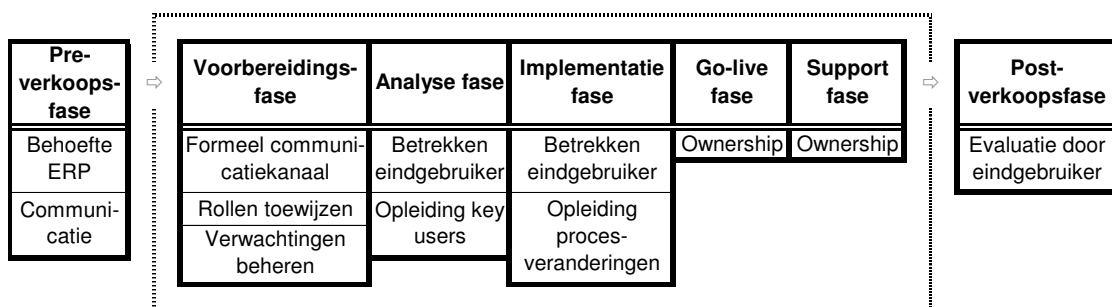 Pre-
verkoops-
fase
Behoefte
ERP
Communi-
catie
⇨
Voorbereidings-
fase
Formeel communi-
catiekanaal
Rollen toewijzen
Verwachtingen
beheren
Analyse fase
Betrekken
eindgebruiker
Opleiding key
users
Implementatie
fase
Betrekken
eindgebruiker
Opleiding
proces-
veranderingen
Go-live
fase
Ownership
Support
fase
Ownership
⇨
Post-
verkoopsfase
Evaluatie door
eindgebruiker